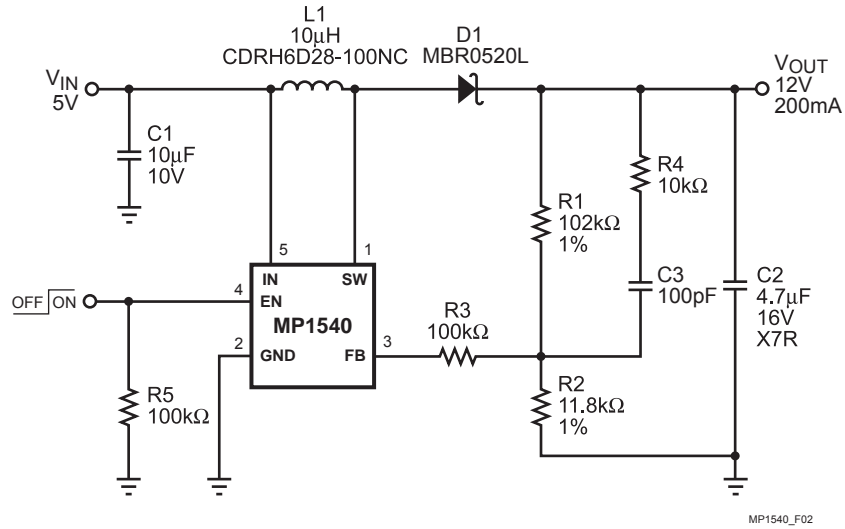 L1
10μH
CDRH6D28-100NC
D1
MBR0520L
VIN
5V
VOUT
12V
200mA
C1
10μF
10V
R4
10kΩ
R1
102kΩ
1%
5
1
IN
SW
C3
100pF
C2
4.7μF
16V
X7R
OFF ON
4
EN
MP1540
R3
100kΩ
2
GND
FB
3
R5
100kΩ
R2
11.8kΩ
1%
MP1540_F02